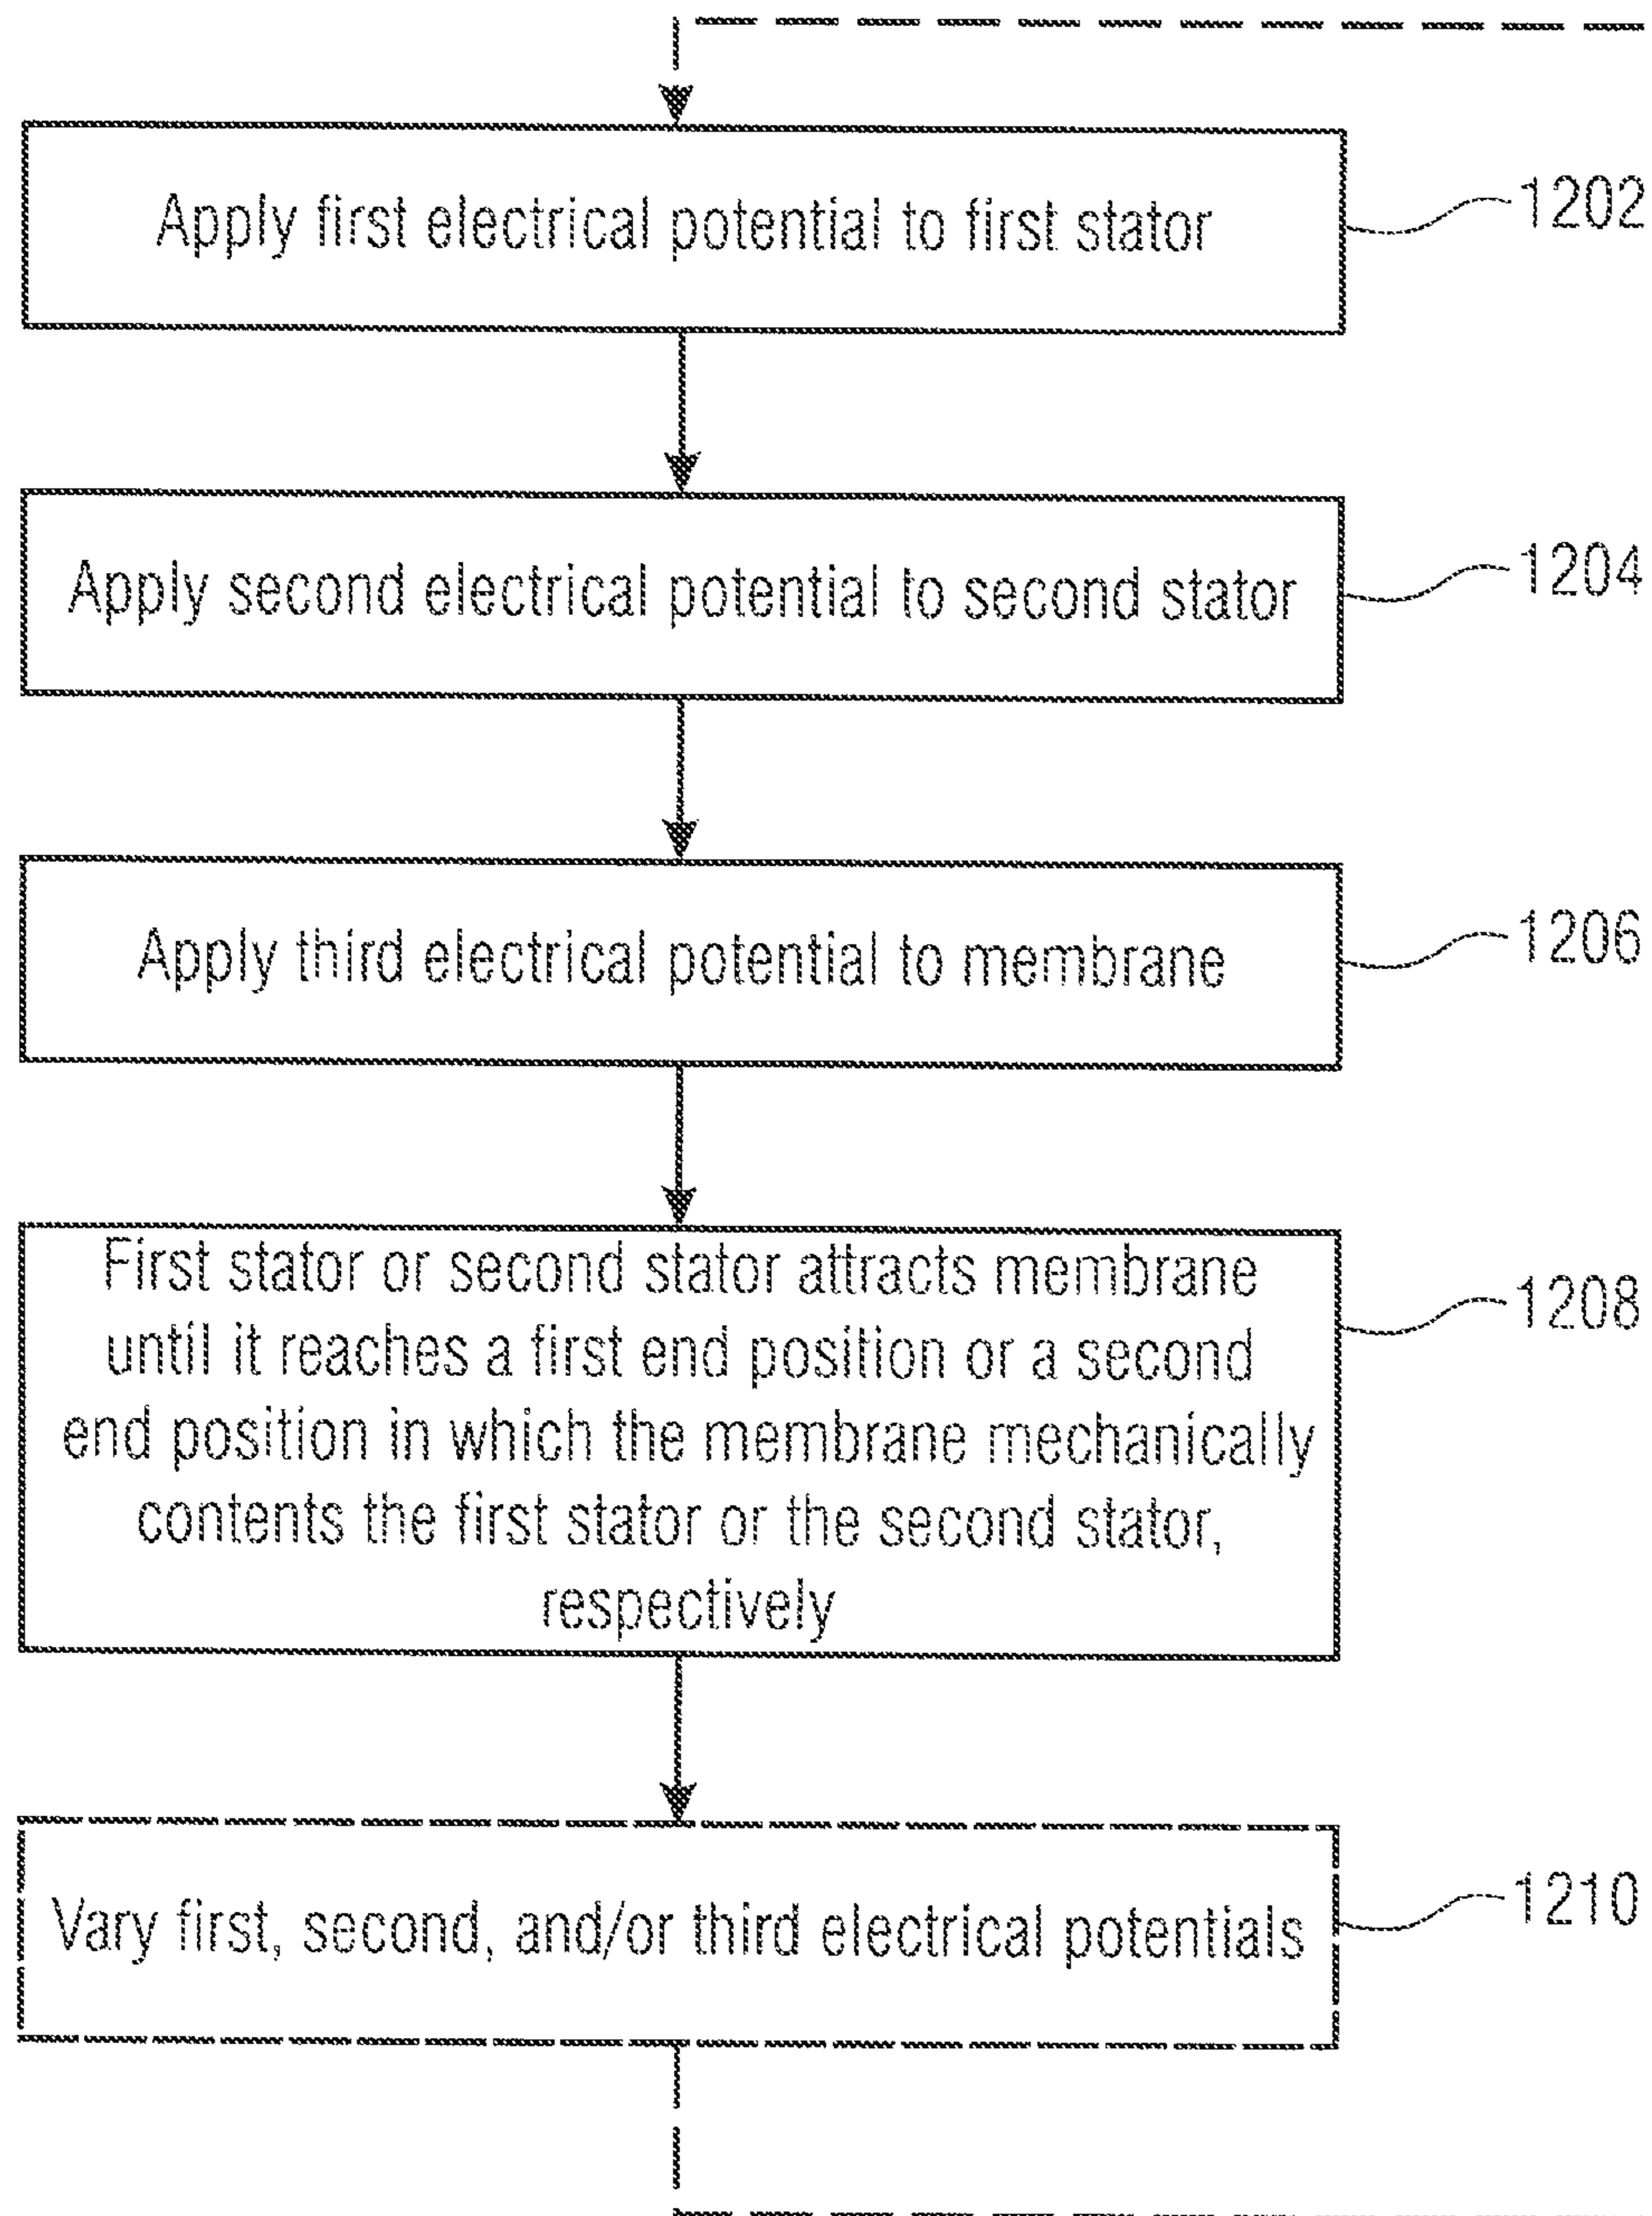 Apply first electrical potential to first stator
1202
Apply second electrical potential to second stator
1204
Apply third electrical potential to membrane
1206
First stator or second stator attracts membrane
until it reaches a first end position or a second
end position in which the membrane mechanically
contents the first stator or the second stator,
respectively
1208
Vary first, second, and/or third electrical potentials
1210